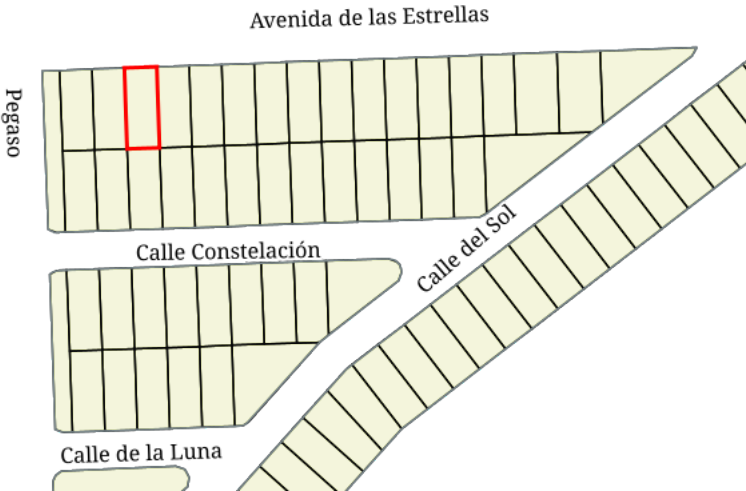 Avenida de las Estrellas
Pegaso
Calle Constelación
Calle del Sol
Calle de la Luna